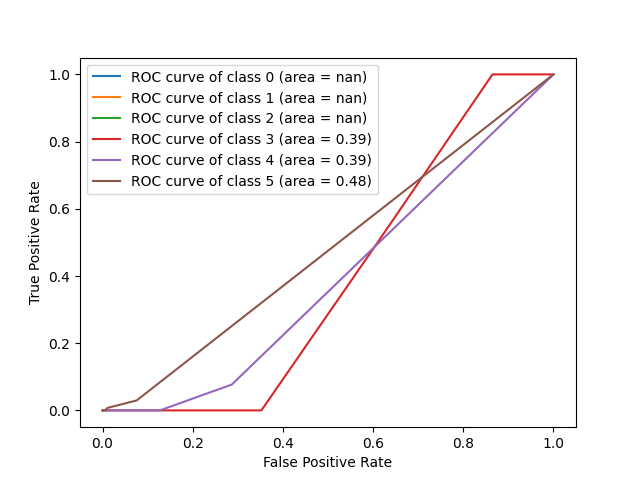 ROC curve of class 0 (area = nan)
ROC curve of class 1 (area = nan)
ROC curve of class 2 (area = nan)
ROC curve of class 3 (area = 0.39)
ROC curve of class 4 (area = 0.39)
ROC curve of class 5 (area = 0.48)
True Positive Rate
1.0
0.8
0.6
0.4
0.2
0.0
0.0 0.2 0.4 0.6 0.8 1.0
False Positive Rate